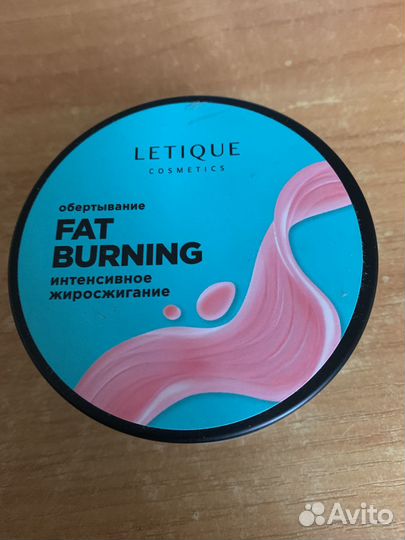 LETIQUE
COSMETICS
обертывание
FAT
BURNING
интенсивное
жиросжигание
Avito